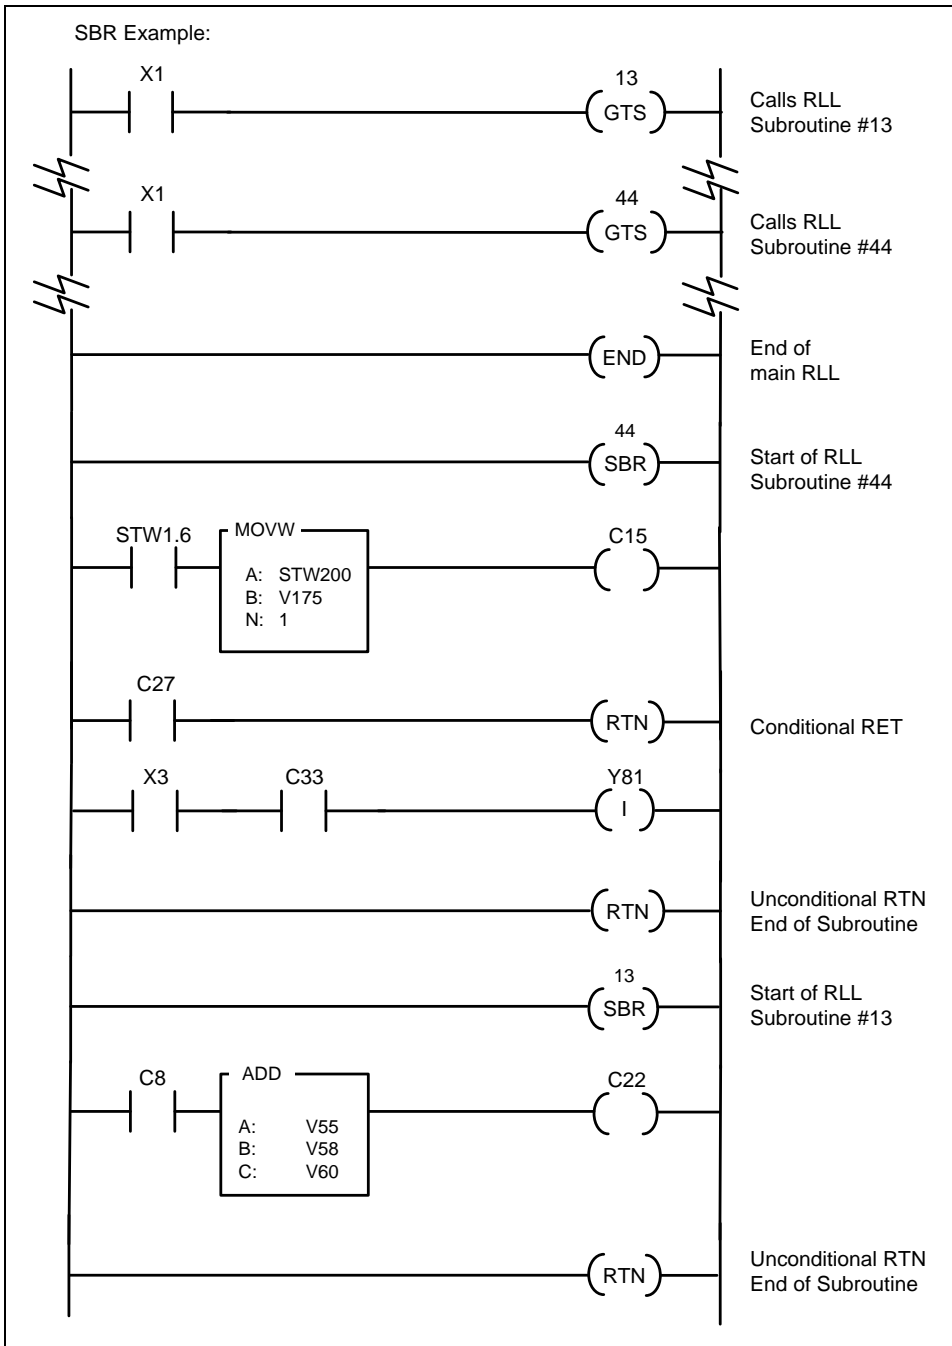 SBR Example:
X1
13
GTS
Calls RLL
Subroutine #13
X1
44
GTS
Calls RLL
Subroutine #44
END
End of
main RLL
44
SBR
Start of RLL
Subroutine #44
STW1.6
MOVW
A: STW200
B: V175
N: 1
C15
C27
RTN
Conditional RET
X3
C33
Y81
I
RTN
Unconditional RTN
End of Subroutine
13
SBR
Start of RLL
Subroutine #13
C8
ADD
A: V55
B: V58
C: V60
C22
RTN
Unconditional RTN
End of Subroutine